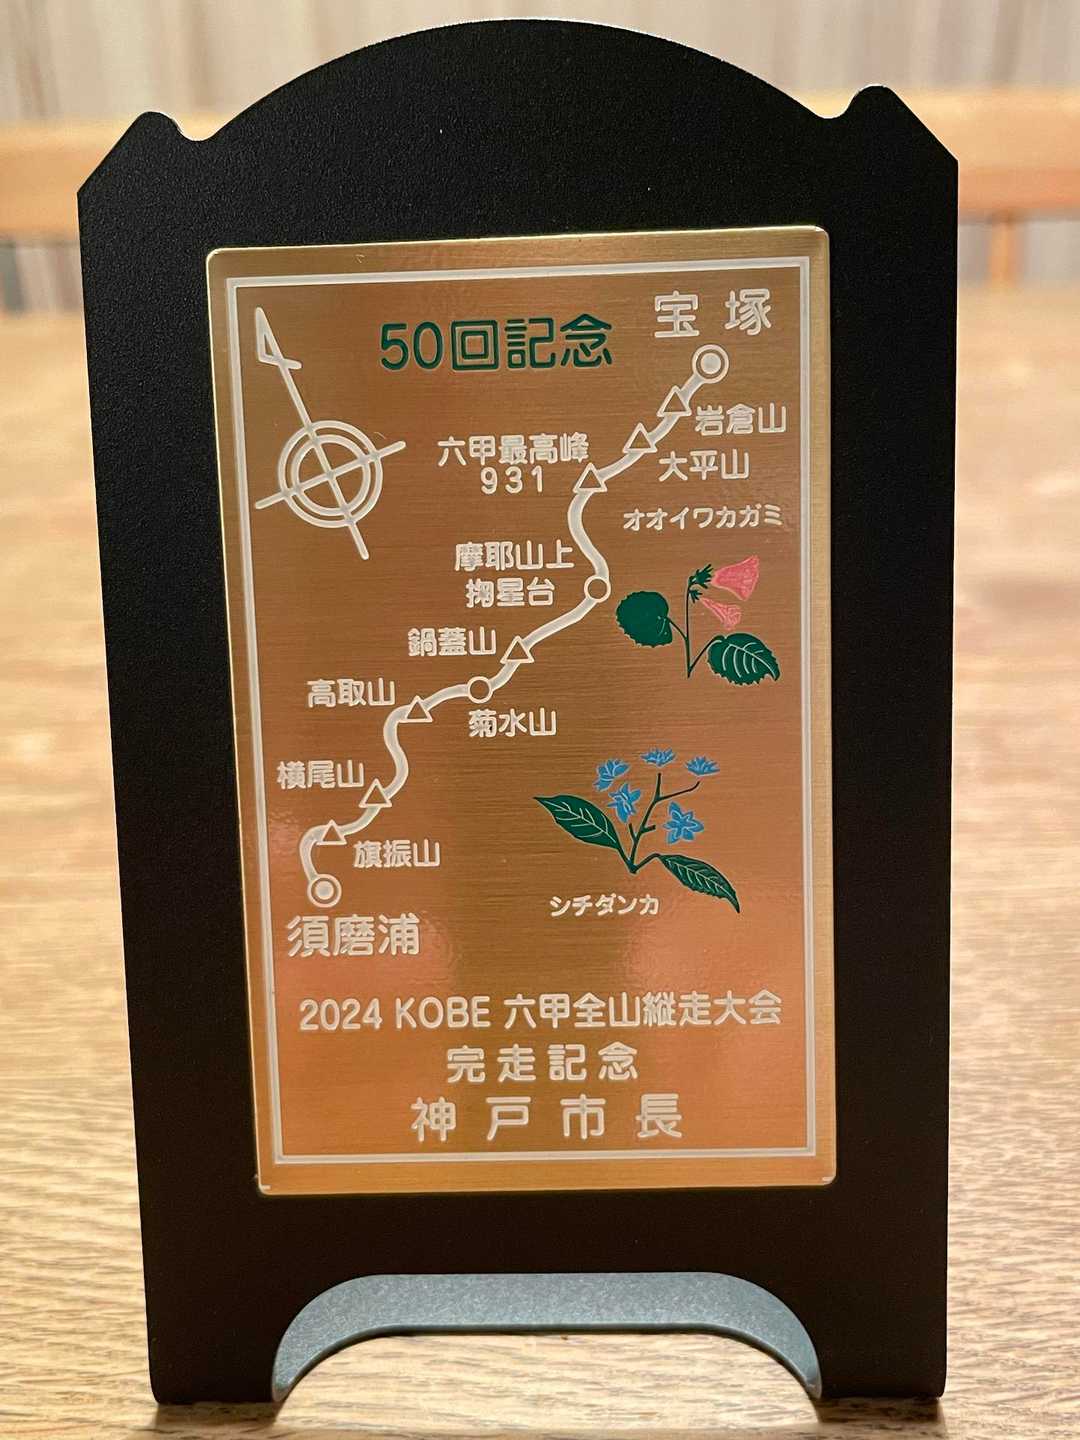 50回記念
宝塚
岩倉山
六甲最高峰
931
大平山
オオイワカガミ
摩耶山上
掬星台
鍋蓋山
高取山
菊水山
横尾山
旗振山
シチダンカ
須磨浦
2024 KOBE 六甲全山縦走大会
完走記念
神戸市長